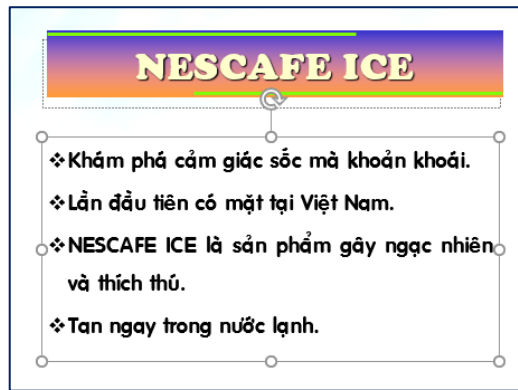 NESCAFE ICE
❖Khám phá cảm giác sốc mà khoản khoái.
❖Lần đầu tiên có mặt tại Việt Nam.
❖NESCAFE ICE là sản phẩm gây ngạc nhiên
và thích thú.
❖Tan ngay trong nước lạnh.